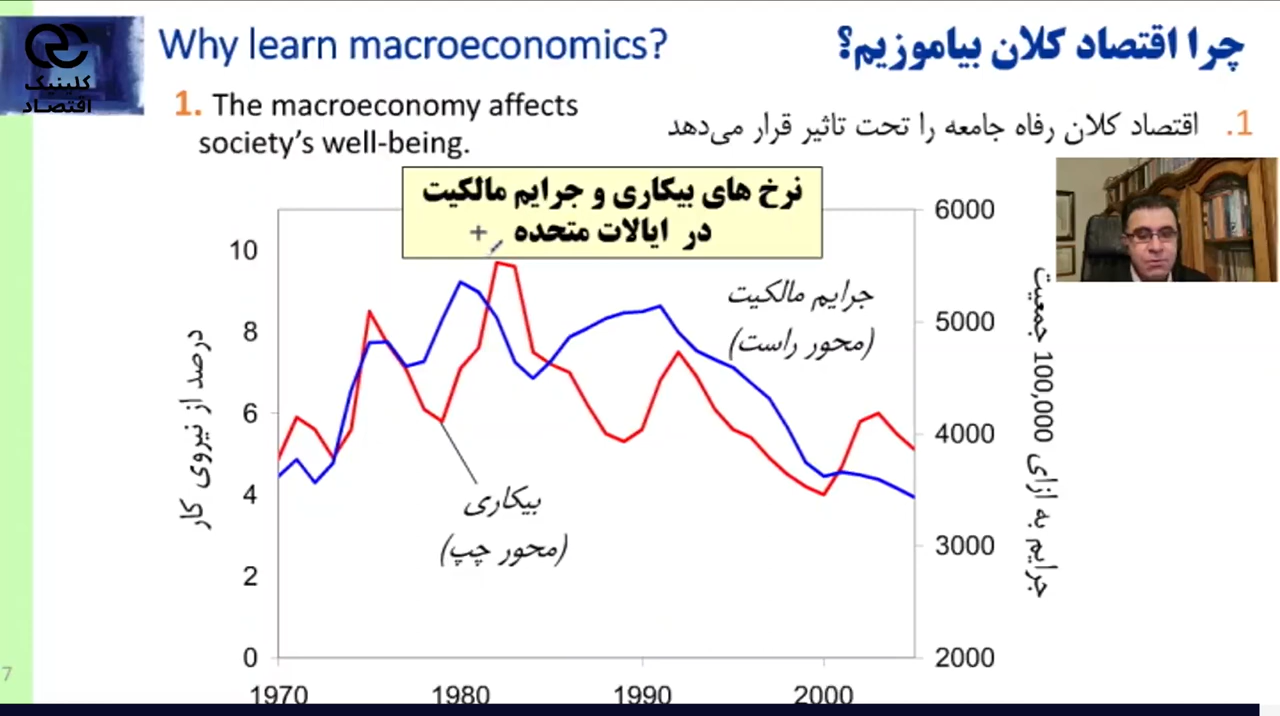 کلینیک
اقتصاد
Why learn macroeconomics?
چرا اقتصاد کلان بیاموزیم؟
1. The macroeconomy affects
society's well-being.
1. اقتصاد کلان رفاه جامعه را تحت تاثیر قرار می‌دهد
نرخ های بیکاری و جرایم مالکیت
در ایالات متحده
درصد از نیروی کار
10
8
6
4
2
0
جرایم مالکیت
(محور راست)
بیکاری
(محور چپ)
6000
5000
4000
3000
2000
جرایم به ازای 100,000 جمعیت
1970
1980
1990
2000
7